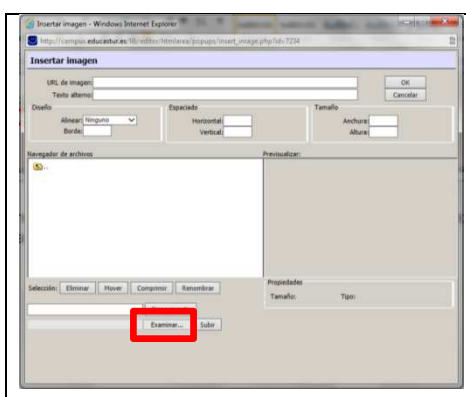 Insertar imagen - Windows Internet Explorer
http://campus.educastur.es/lib/editor/htmlarea/popups/insert_image.php?id=7234
Insertar imagen
URL de imagen: OK
Texto alterno: Cancelar
Diseño Espaciado Tamaño
Alinear: Ninguno Horizontal: Anchura:
Borde: Vertical: Altura:
Navegador de archivos Previsualizar:
..
Selección: Eliminar Mover Comprimir Renombrar Propiedades
Tamaño: Tipo:
Examinar... Subir